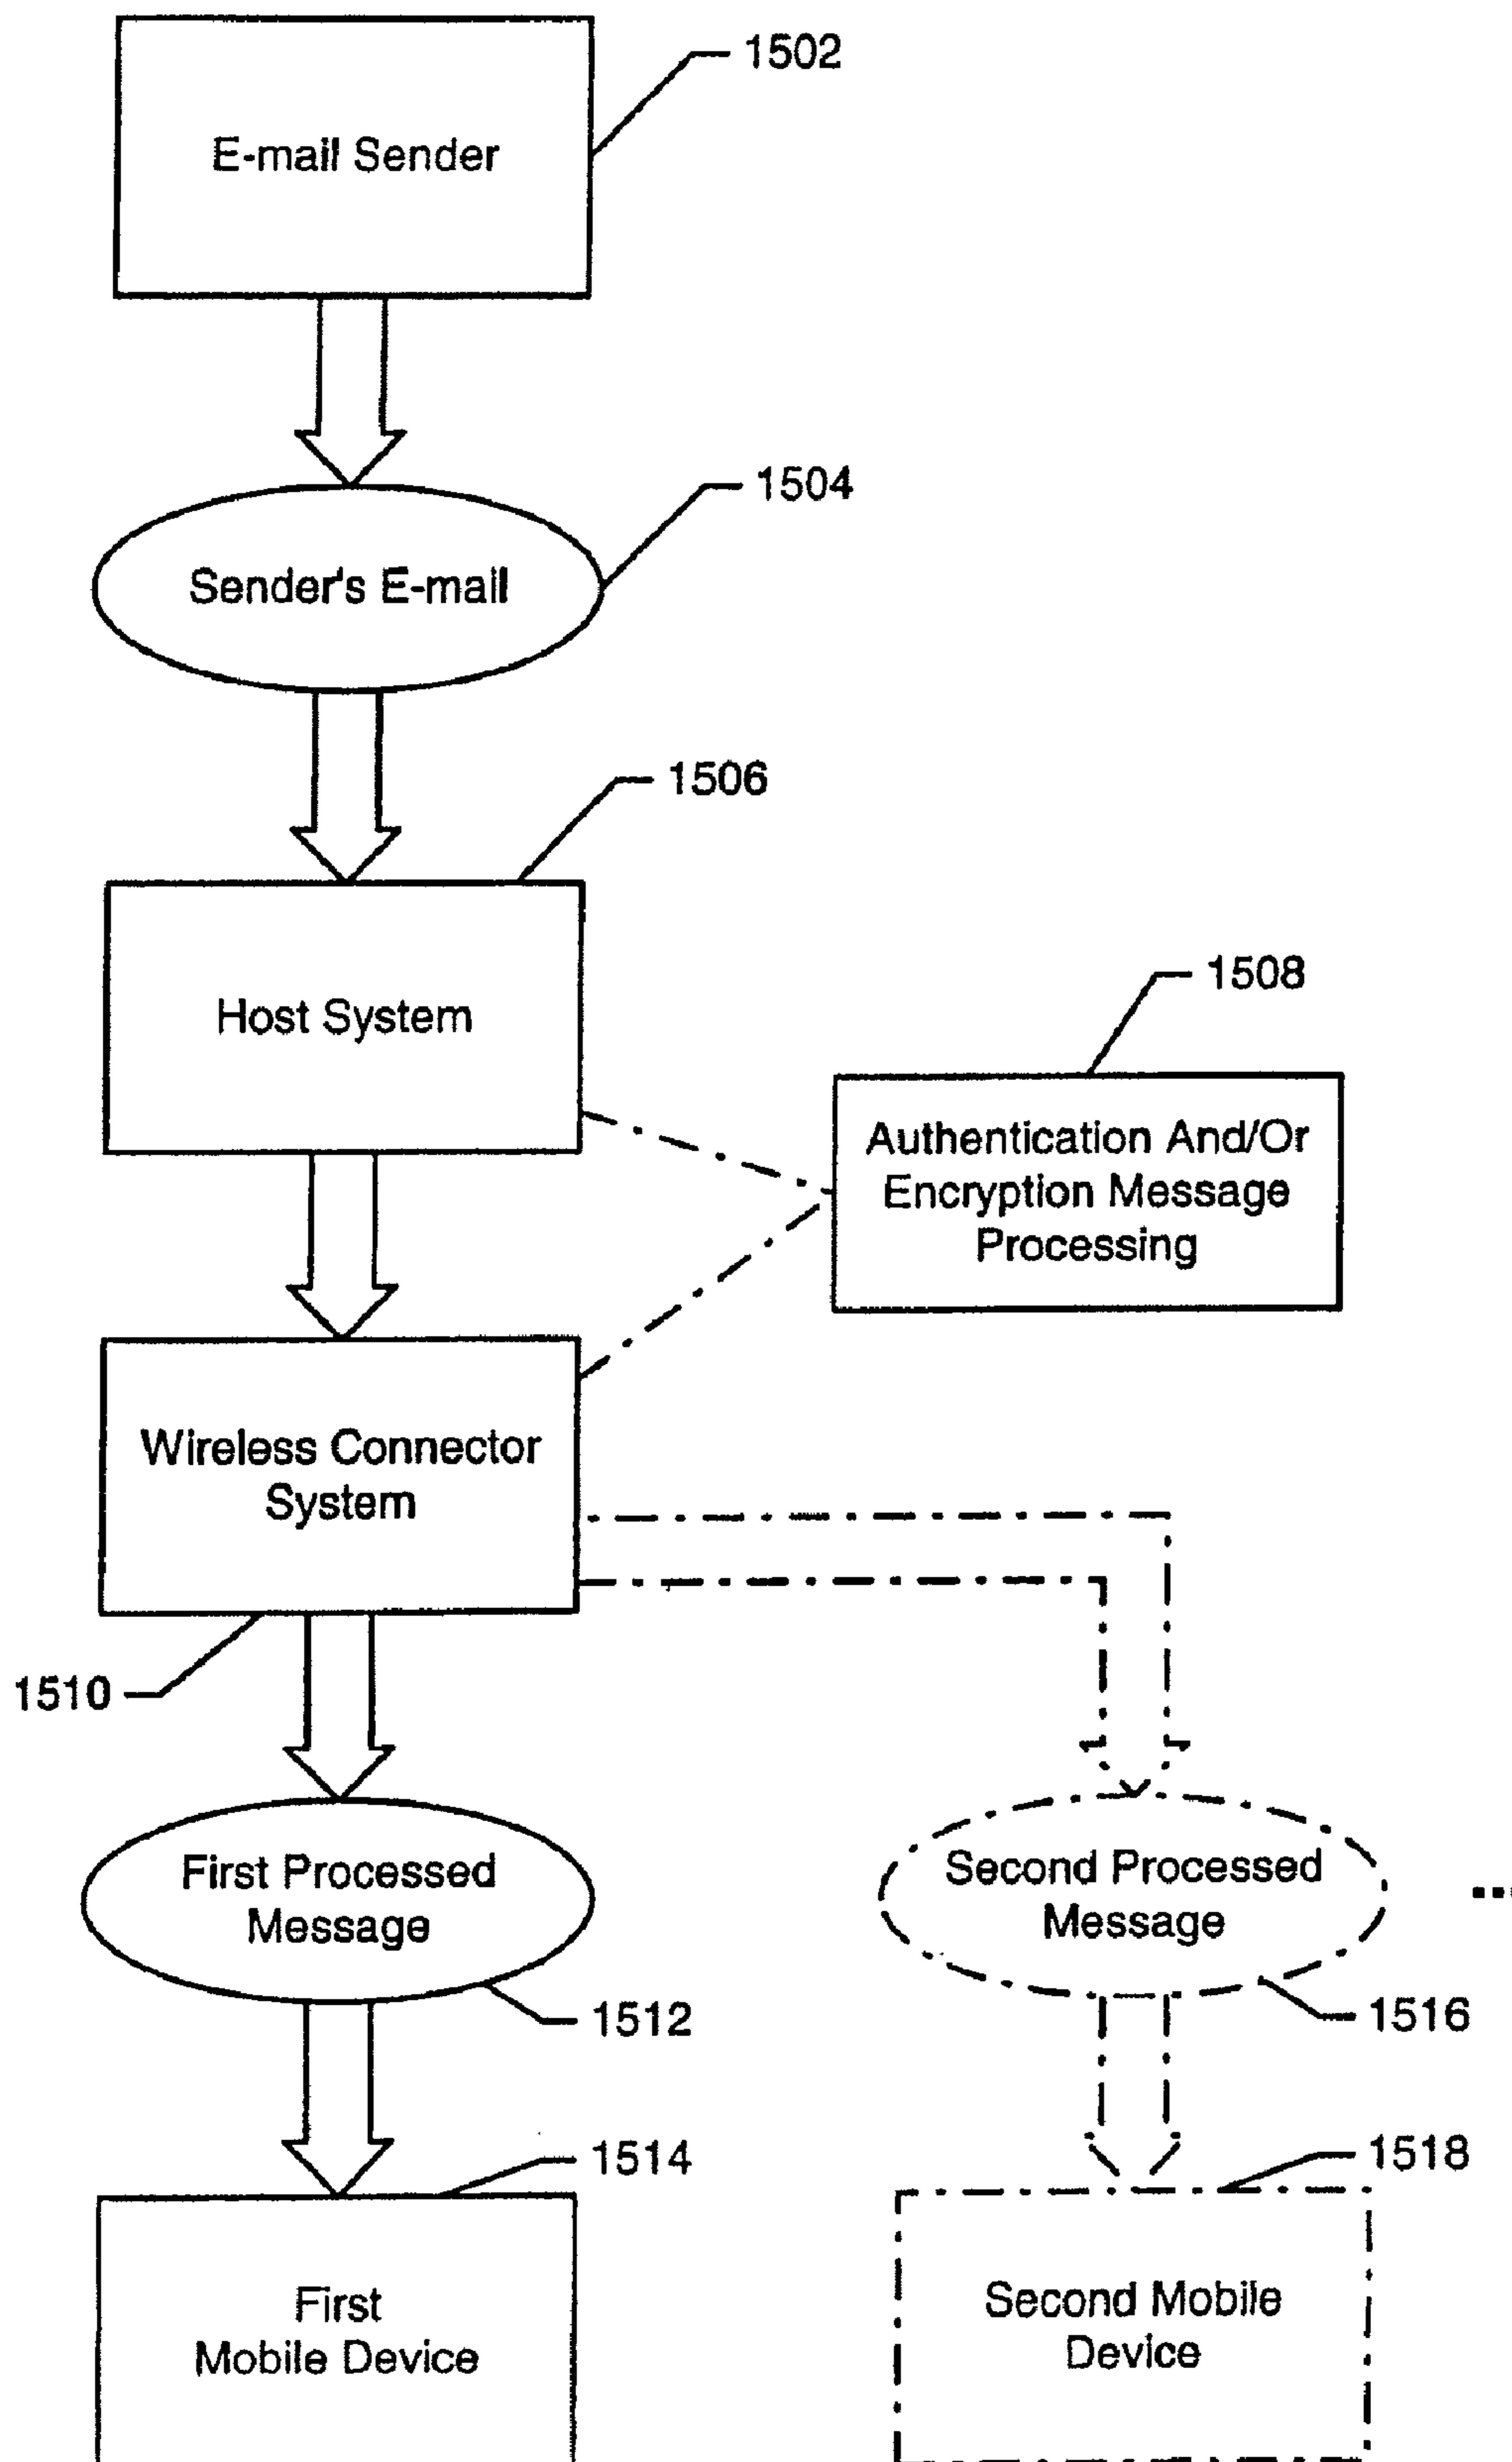 1502
E-mail Sender
1504
Sender's E-mail
1506
Host System
1508
Authentication And/Or
Encryption Message
Processing
Wireless Connector
System
1510
First Processed
Message
1512
Second Processed
Message
...
1516
1514
First
Mobile Device
1518
Second Mobile
Device